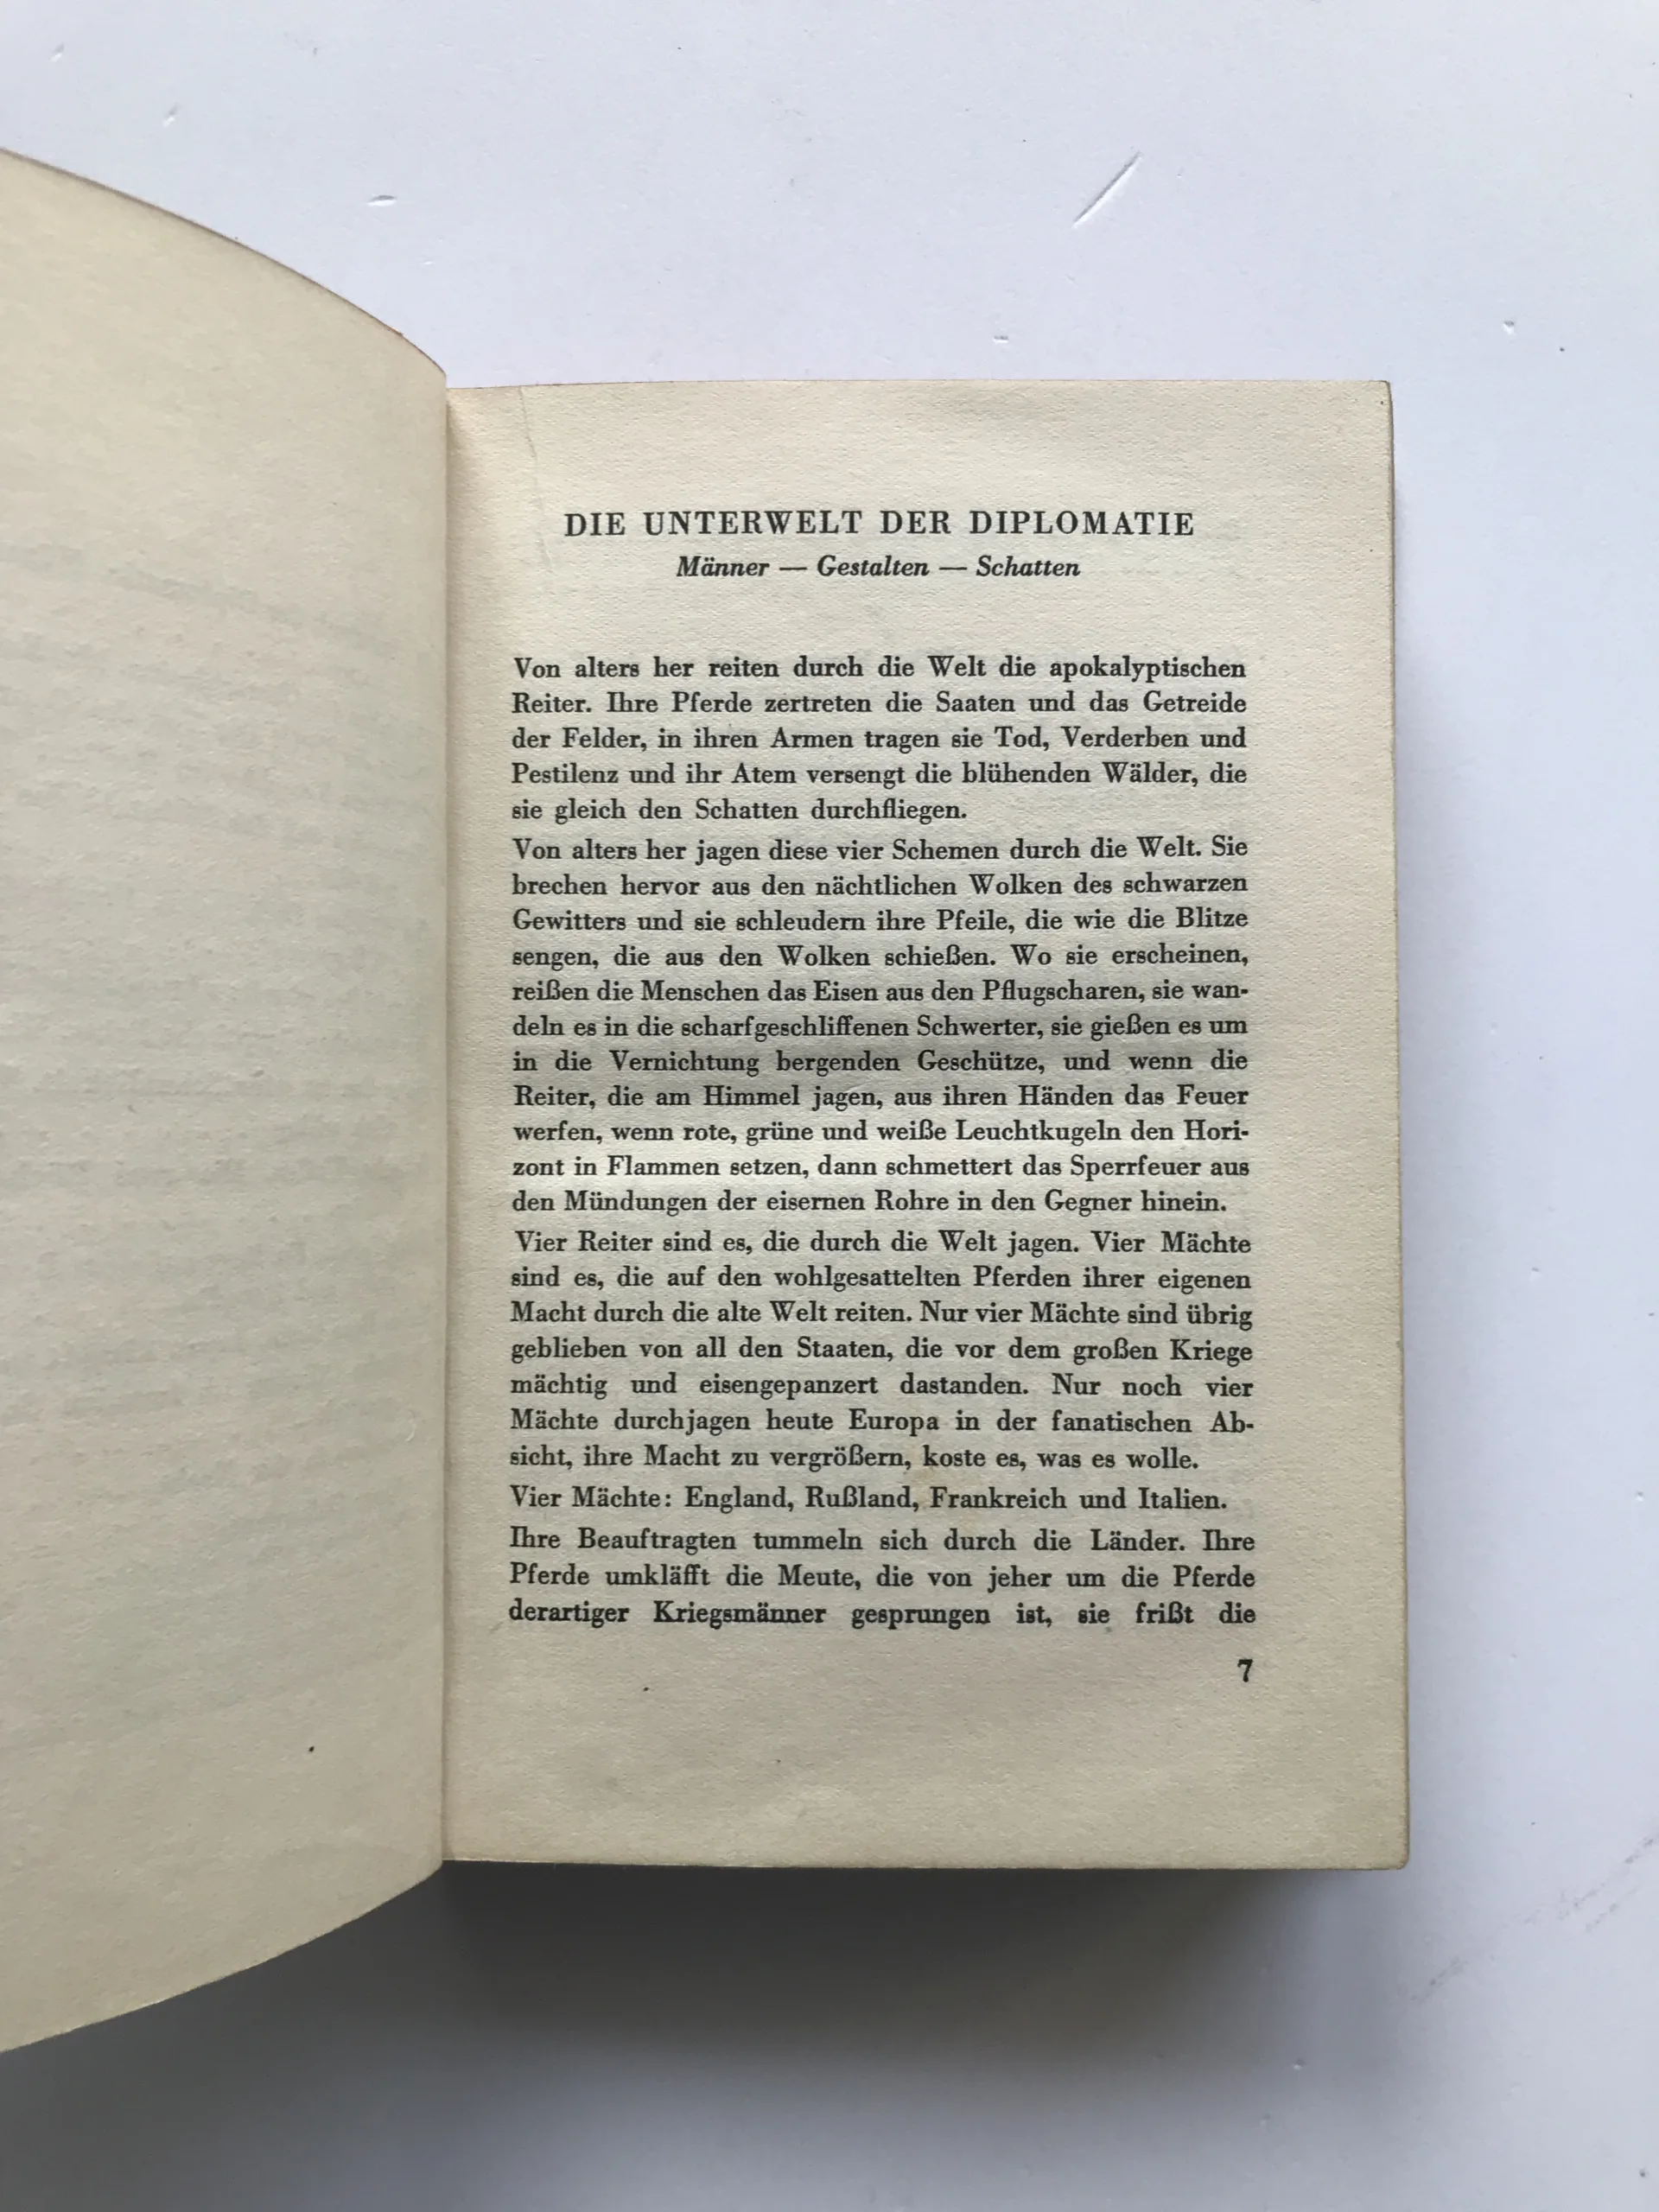 DIE UNTERWELT DER DIPLOMATIE
Männer — Gestalten — Schatten
Von alters her reiten durch die Welt die apokalyptischen
Reiter. Ihre Pferde zertreten die Saaten und das Getreide
der Felder, in ihren Armen tragen sie Tod, Verderben und
Pestilenz und ihr Atem versengt die blühenden Wälder, die
sie gleich den Schatten durchfliegen.
Von alters her jagen diese vier Schemen durch die Welt. Sie
brechen hervor aus den nächtlichen Wolken des schwarzen
Gewitters und sie schleudern ihre Pfeile, die wie die Blitze
sengen, die aus den Wolken schießen. Wo sie erscheinen,
reißen die Menschen das Eisen aus den Pflugscharen, sie wan-
deln es in die scharfgeschliffenen Schwerter, sie gießen es um
in die Vernichtung bergenden Geschütze, und wenn die
Reiter, die am Himmel jagen, aus ihren Händen das Feuer
werfen, wenn rote, grüne und weiße Leuchtkugeln den Hori-
zont in Flammen setzen, dann schmettert das Sperrfeuer aus
den Mündungen der eisernen Rohre in den Gegner hinein.
Vier Reiter sind es, die durch die Welt jagen. Vier Mächte
sind es, die auf den wohlgesattelten Pferden ihrer eigenen
Macht durch die alte Welt reiten. Nur vier Mächte sind übrig
geblieben von all den Staaten, die vor dem großen Kriege
mächtig und eisengepanzert dastanden. Nur noch vier
Mächte durchjagen heute Europa in der fanatischen Ab-
sicht, ihre Macht zu vergrößern, koste es, was es wolle.
Vier Mächte: England, Rußland, Frankreich und Italien.
Ihre Beauftragten tummeln sich durch die Länder. Ihre
Pferde umkläfft die Meute, die von jeher um die Pferde
derartiger Kriegsmänner gesprungen ist, sie frißt die
7